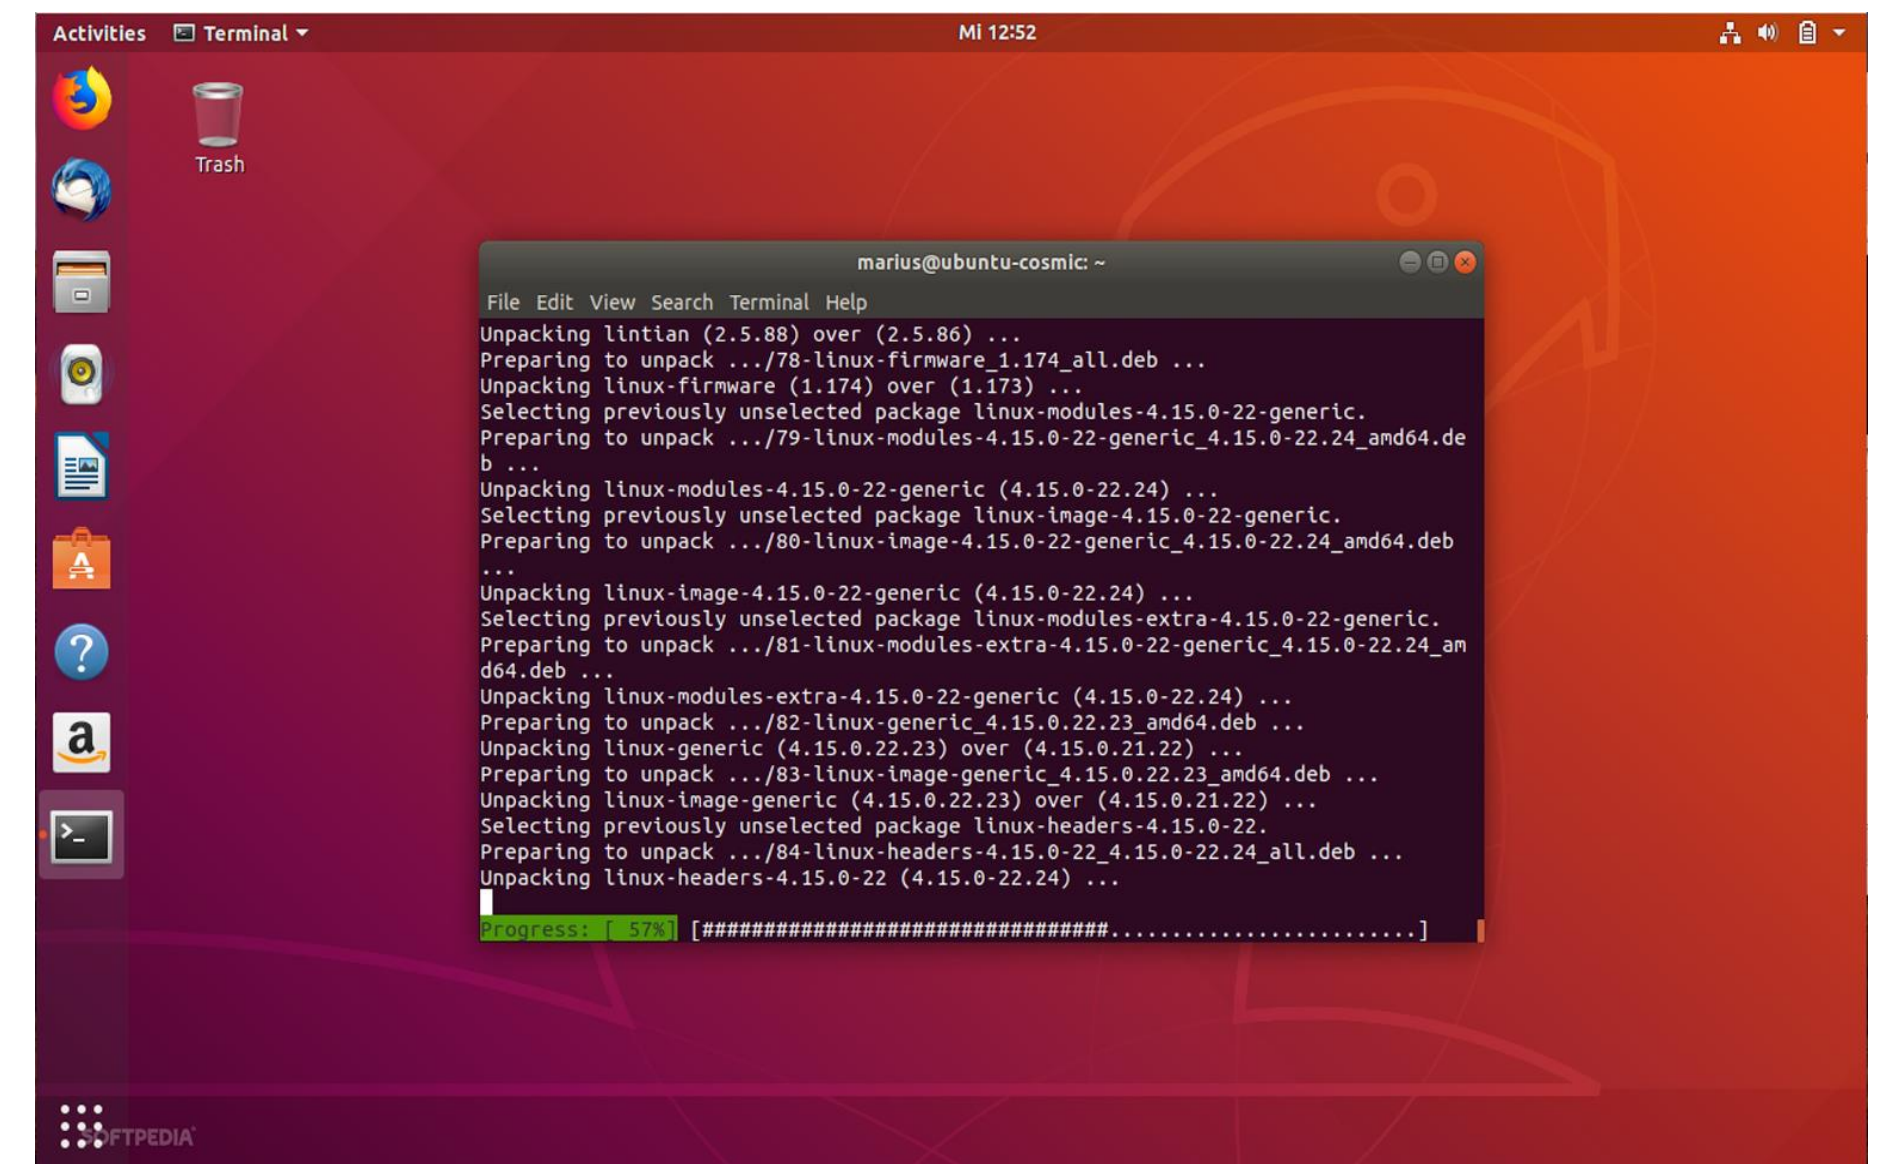 Activities Terminal Mi 12:52
Trash
marius@ubuntu-cosmic: ~
File Edit View Search Terminal Help
Unpacking lintian (2.5.88) over (2.5.86) ...
Preparing to unpack .../78-linux-firmware_1.174_all.deb ...
Unpacking linux-firmware (1.174) over (1.173) ...
Selecting previously unselected package linux-modules-4.15.0-22-generic.
Preparing to unpack .../79-linux-modules-4.15.0-22-generic_4.15.0-22.24_amd64.de
b ...
Unpacking linux-modules-4.15.0-22-generic (4.15.0-22.24) ...
Selecting previously unselected package linux-image-4.15.0-22-generic.
Preparing to unpack .../80-linux-image-4.15.0-22-generic_4.15.0-22.24_amd64.deb
...
Unpacking linux-image-4.15.0-22-generic (4.15.0-22.24) ...
Selecting previously unselected package linux-modules-extra-4.15.0-22-generic.
Preparing to unpack .../81-linux-modules-extra-4.15.0-22-generic_4.15.0-22.24_am
d64.deb ...
Unpacking linux-modules-extra-4.15.0-22-generic (4.15.0-22.24) ...
Preparing to unpack .../82-linux-generic_4.15.0.22.23_amd64.deb ...
Unpacking linux-generic (4.15.0.22.23) over (4.15.0.21.22) ...
Preparing to unpack .../83-linux-image-generic_4.15.0.22.23_amd64.deb ...
Unpacking linux-image-generic (4.15.0.22.23) over (4.15.0.21.22) ...
Selecting previously unselected package linux-headers-4.15.0-22.
Preparing to unpack .../84-linux-headers-4.15.0-22_4.15.0-22.24_all.deb ...
Unpacking linux-headers-4.15.0-22 (4.15.0-22.24) ...
Progress: [ 57%] [#################################.........................]
SOFTPEDIA